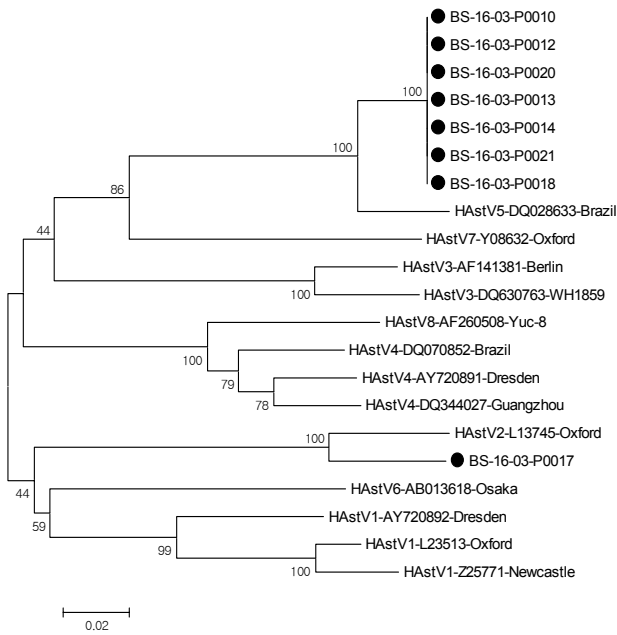 BS-16-03-P0010
BS-16-03-P0012
BS-16-03-P0020
100
BS-16-03-P0013
BS-16-03-P0014
100
BS-16-03-P0021
BS-16-03-P0018
86
HAstV5-DQ028633-Brazil
44
HAstV7-Y08632-Oxford
HAstV3-AF141381-Berlin
100
HAstV3-DQ630763-WH1859
HAstV8-AF260508-Yuc-8
100
HAstV4-DQ070852-Brazil
79
HAstV4-AY720891-Dresden
78
HAstV4-DQ344027-Guangzhou
HAstV2-L13745-Oxford
100
BS-16-03-P0017
44
HAstV6-AB013618-Osaka
59
HAstV1-AY720892-Dresden
99
HAstV1-L23513-Oxford
100
HAstV1-Z25771-Newcastle
0.02